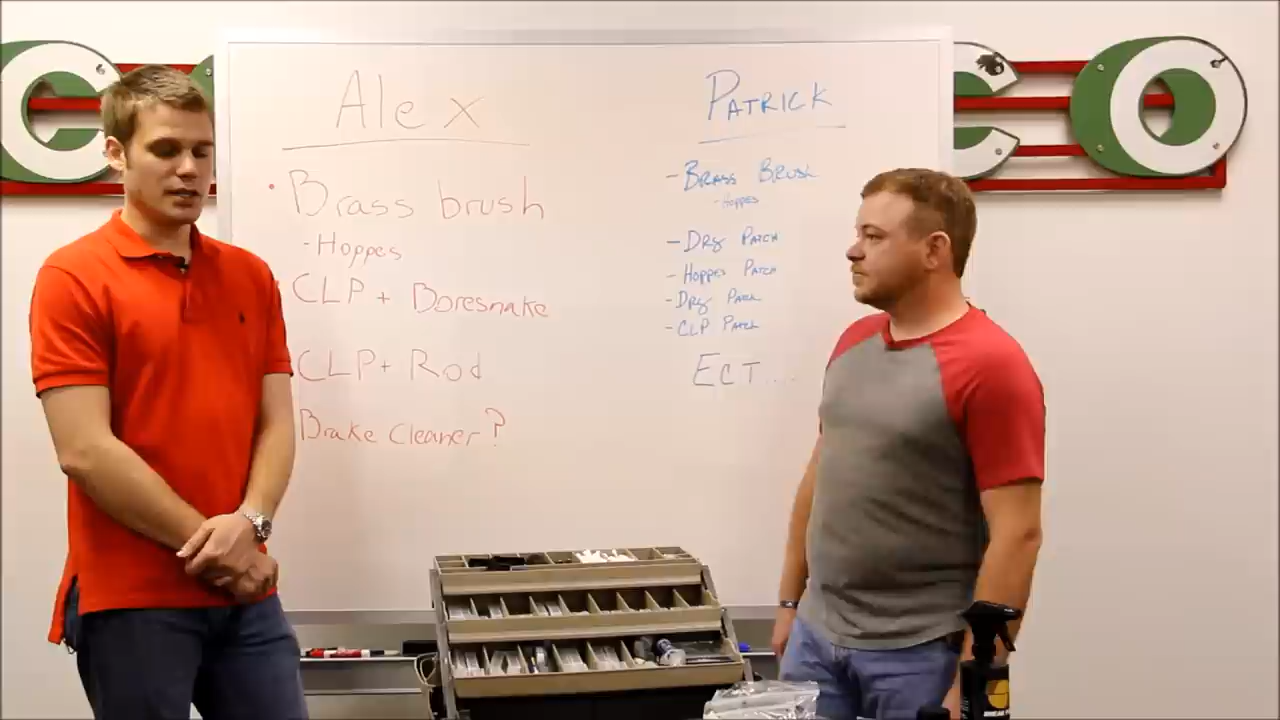 Alex
Brass brush
-Hoppes
CLP + Boresnake
CLP + Rod
Brake Cleaner?
PATRICK
- BRASS BRUSH
- HOPPES
- DRY PATCH
- HOPPES PATCH
- DRY PATCH
- CLP PATCH
ECT...
CO